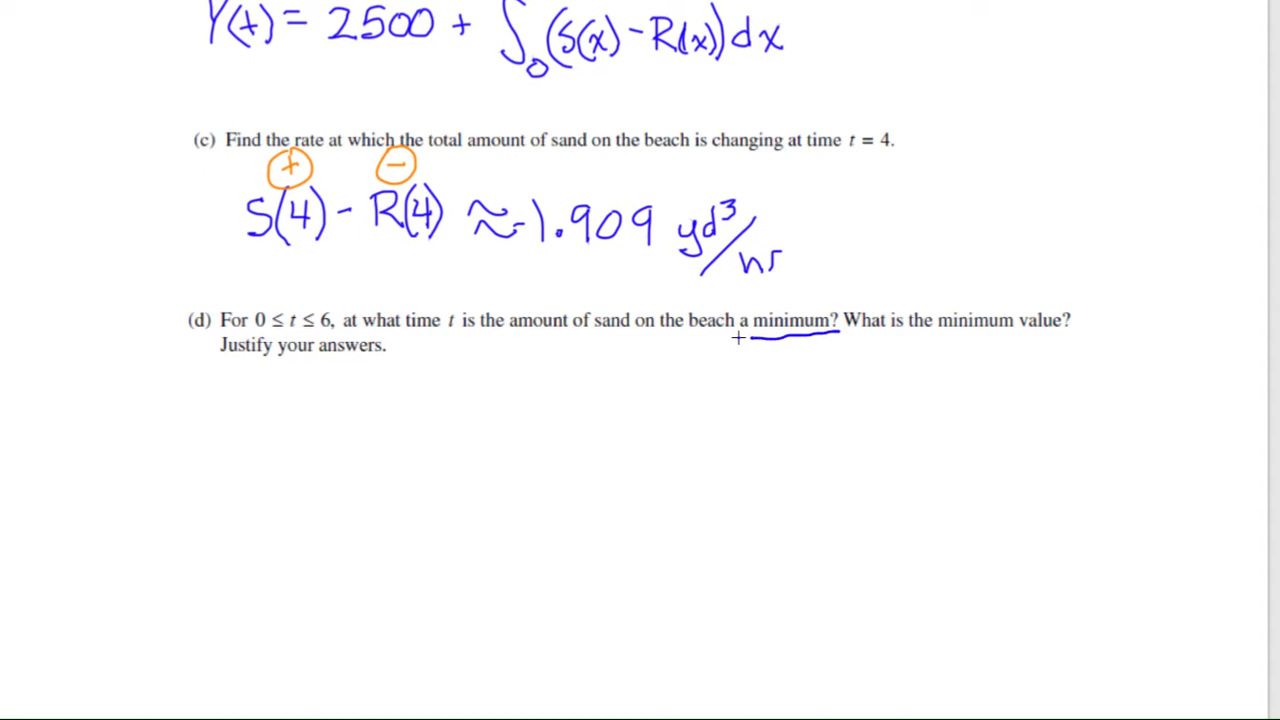 Y(t) = 2500 + ∫₀ (S(x) - R(x)) dx
(c) Find the rate at which the total amount of sand on the beach is changing at time t = 4.
+ −
S(4) - R(4) ≈ -1.909 yd³/hr
(d) For 0 ≤ t ≤ 6, at what time t is the amount of sand on the beach a minimum? What is the minimum value?
Justify your answers.